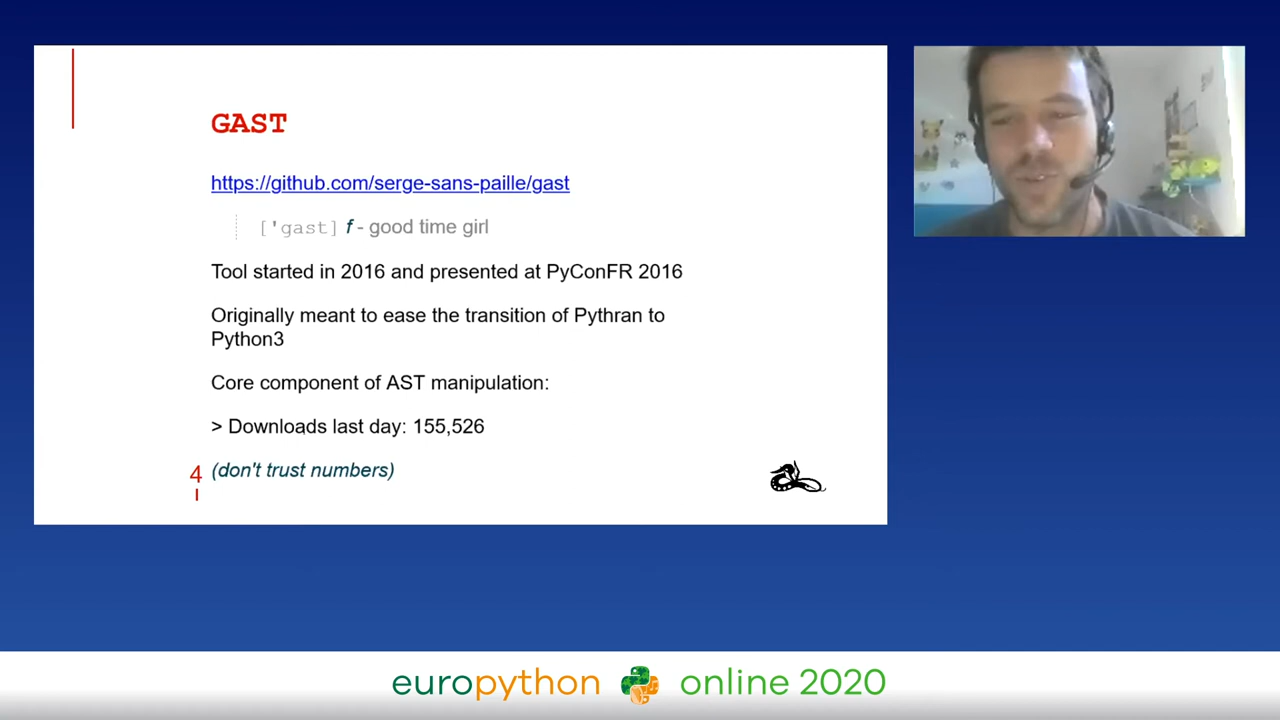 GAST
https://github.com/serge-sans-paille/gast
['gast] f - good time girl
Tool started in 2016 and presented at PyConFR 2016
Originally meant to ease the transition of Pythran to
Python3
Core component of AST manipulation:
> Downloads last day: 155,526
(don't trust numbers)
4
europython online 2020